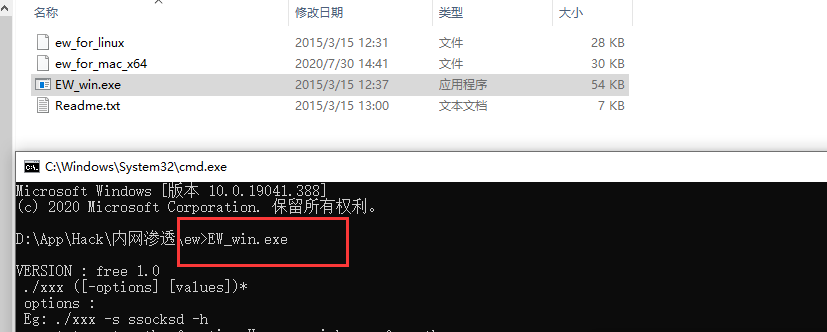 名称 修改日期 类型 大小
ew_for_linux 2015/3/15 12:31 文件 28 KB
ew_for_mac_x64 2020/7/30 14:41 文件 30 KB
EW_win.exe 2015/3/15 12:37 应用程序 54 KB
Readme.txt 2015/3/15 13:00 文本文档 7 KB
C:\Windows\System32\cmd.exe
Microsoft Windows [版本 10.0.19041.388]
(c) 2020 Microsoft Corporation. 保留所有权利。
D:\App\Hack\内网渗透\ew>EW_win.exe
VERSION : free 1.0
./xxx ([-options] [values])*
options :
Eg: ./xxx -s ssocksd -h